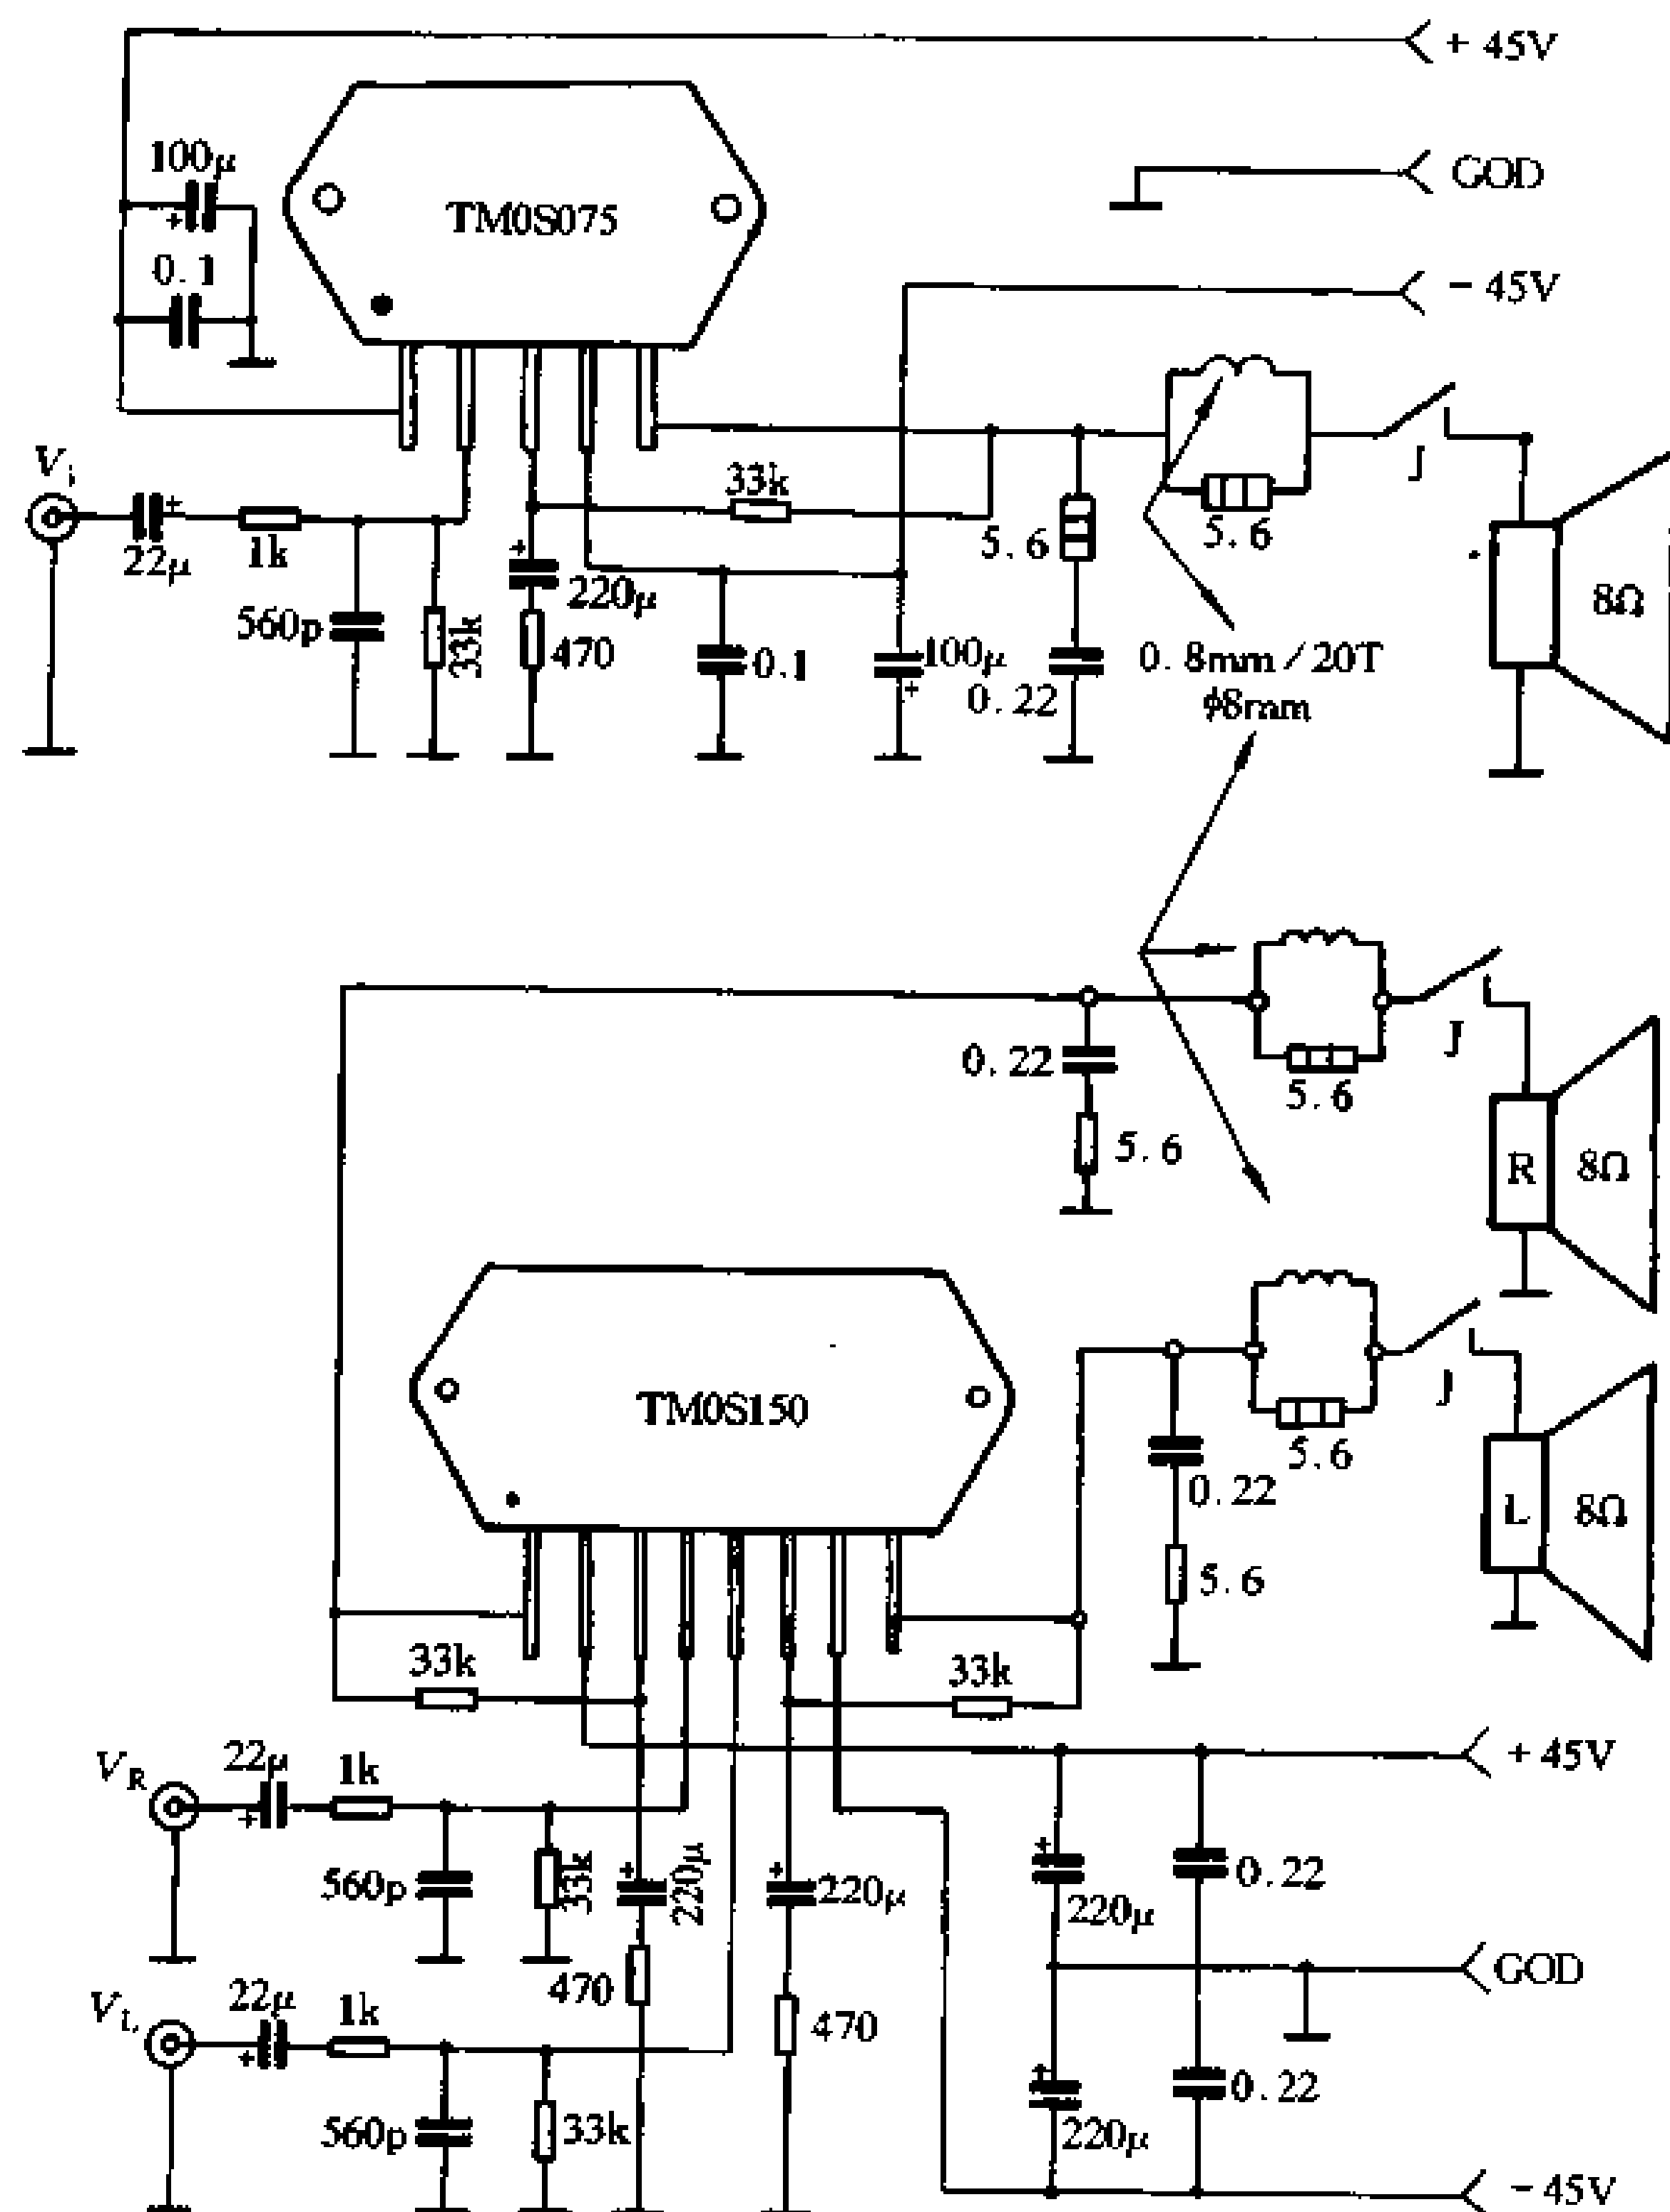 + 45V
100μ
+
TM0S075
GOD
0.1
- 45V
Vi
+
22μ
1k
560p
33k
+
220μ
470
33k
0.1
100μ
+
5.6
0.22
5.6
J
8Ω
0.8mm/20T
φ8mm
0.22
5.6
5.6
J
R
8Ω
TM0S150
0.22
5.6
5.6
J
L
8Ω
33k
33k
+ 45V
VR
22μ
+
1k
560p
33k
+
220μ
470
+
220μ
470
+
220μ
0.22
GOD
VL
22μ
+
1k
560p
33k
+
220μ
0.22
- 45V